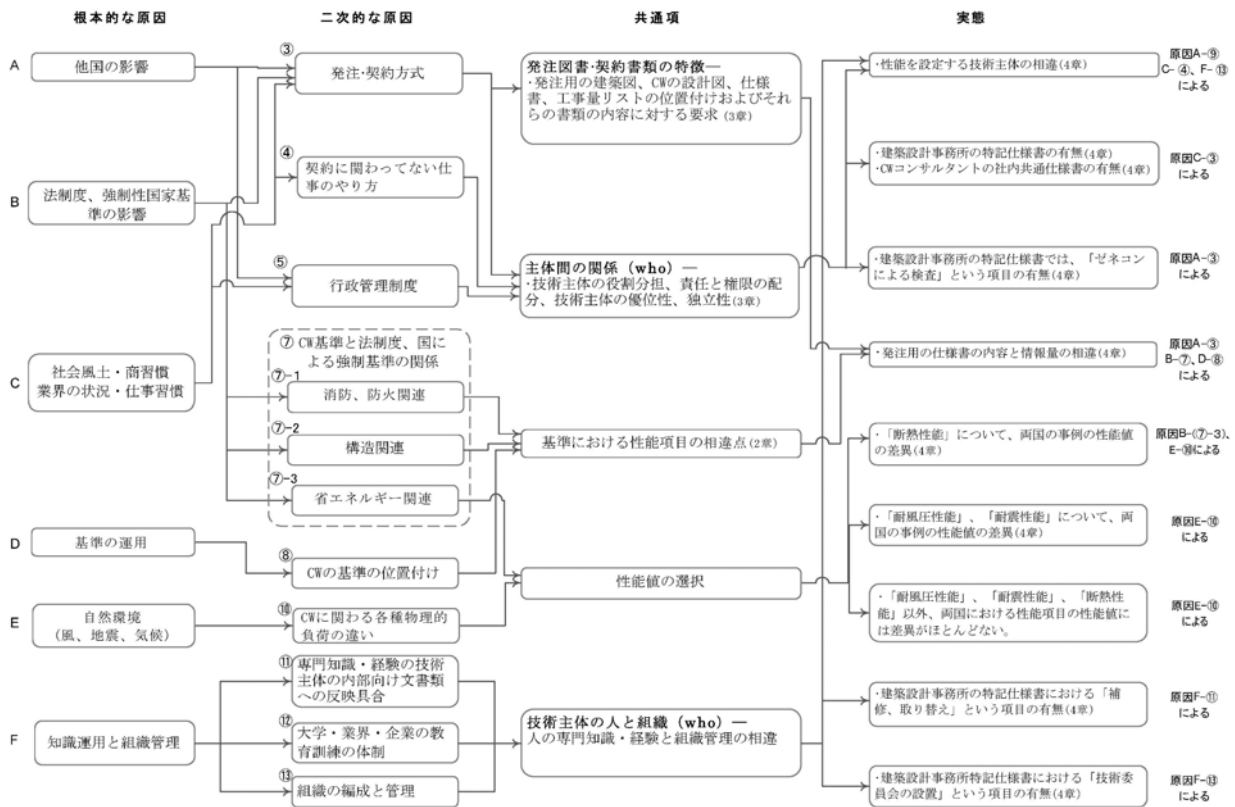 根本的な原因
二次的な原因
共通項
実態
A
他国の影響
B
法制度、強制性国家基
準の影響
C
社会風土・商習慣
業界の状況・仕事習慣
D
基準の運用
E
自然環境
(風、地震、気候)
F
知識運用と組織管理
③
発注・契約方式
④
契約に関わってない仕
事のやり方
⑤
行政管理制度
⑦ CW基準と法制度、国に
よる強制基準の関係
⑦-1
消防、防火関連
⑦-2
構造関連
⑦-3
省エネルギー関連
⑧
CWの基準の位置付け
⑩
CWに関わる各種物理的
負荷の違い
⑪
専門知識・経験の技術
主体の内部向け文書類
への反映具合
⑫
大学・業界・企業の教
育訓練の体制
⑬
組織の編成と管理
発注図書・契約書類の特徴―
・発注用の建築図、CWの設計図、仕様
書、工事量リストの位置付けおよびそれ
らの書類の内容に対する要求(3章)
主体間の関係(who)―
・技術主体の役割分担、責任と権限の配
分、技術主体の優位性、独立性(3章)
基準における性能項目の相違点(2章)
性能値の選択
技術主体の人と組織(who)―
人の専門知識・経験と組織管理の相違
・性能を設定する技術主体の相違(4章)
原因A-⑨
C-④、F-⑬
による
・建築設計事務所の特記仕様書の有無(4章)
・CWコンサルタントの社内共通仕様書の有無(4章)
原因C-③
による
・建築設計事務所の特記仕様書では、「ゼネコン
による検査」という項目の有無(4章)
原因A-③
による
・発注用の仕様書の内容と情報量の相違(4章)
原因A-③
B-⑦、D-⑧
による
・「断熱性能」について、両国の事例の性能値
の差異(4章)
原因B-(⑦-3)、
E-⑩による
・「耐風圧性能」、「耐震性能」について、両
国の事例の性能値の差異(4章)
原因E-⑩
による
・「耐風圧性能」、「耐震性能」、「断熱性
能」以外、両国における性能項目の性能値に
は差異がほとんどない。
原因E-⑩
による
・建築設計事務所の特記仕様書における「補
修、取り替え」という項目の有無(4章)
原因F-⑪
による
・建築設計事務所特記仕様書における「技術委
員会の設置」という項目の有無(4章)
原因F-⑬
による